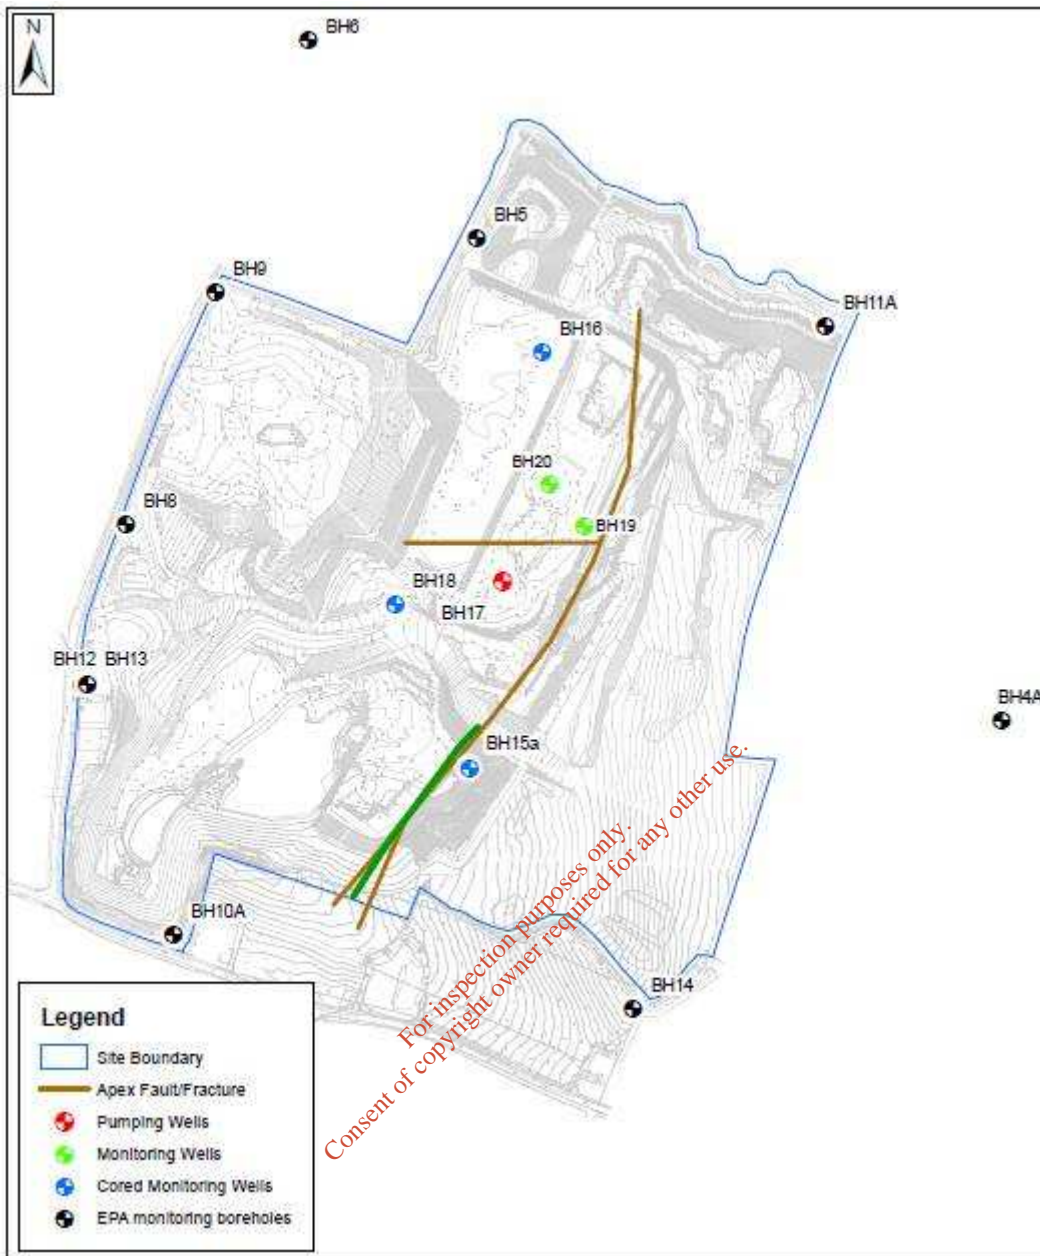 N
BH6
BH5
BH9
BH11A
BH16
BH20
BH8
BH19
BH18
BH17
BH12 BH13
BH4A
BH15a
BH10A
BH14
For inspection purposes only.
Consent of copyright owner required for any other use.
Legend
Site Boundary
Apex Fault/Fracture
Pumping Wells
Monitoring Wells
Cored Monitoring Wells
EPA monitoring boreholes